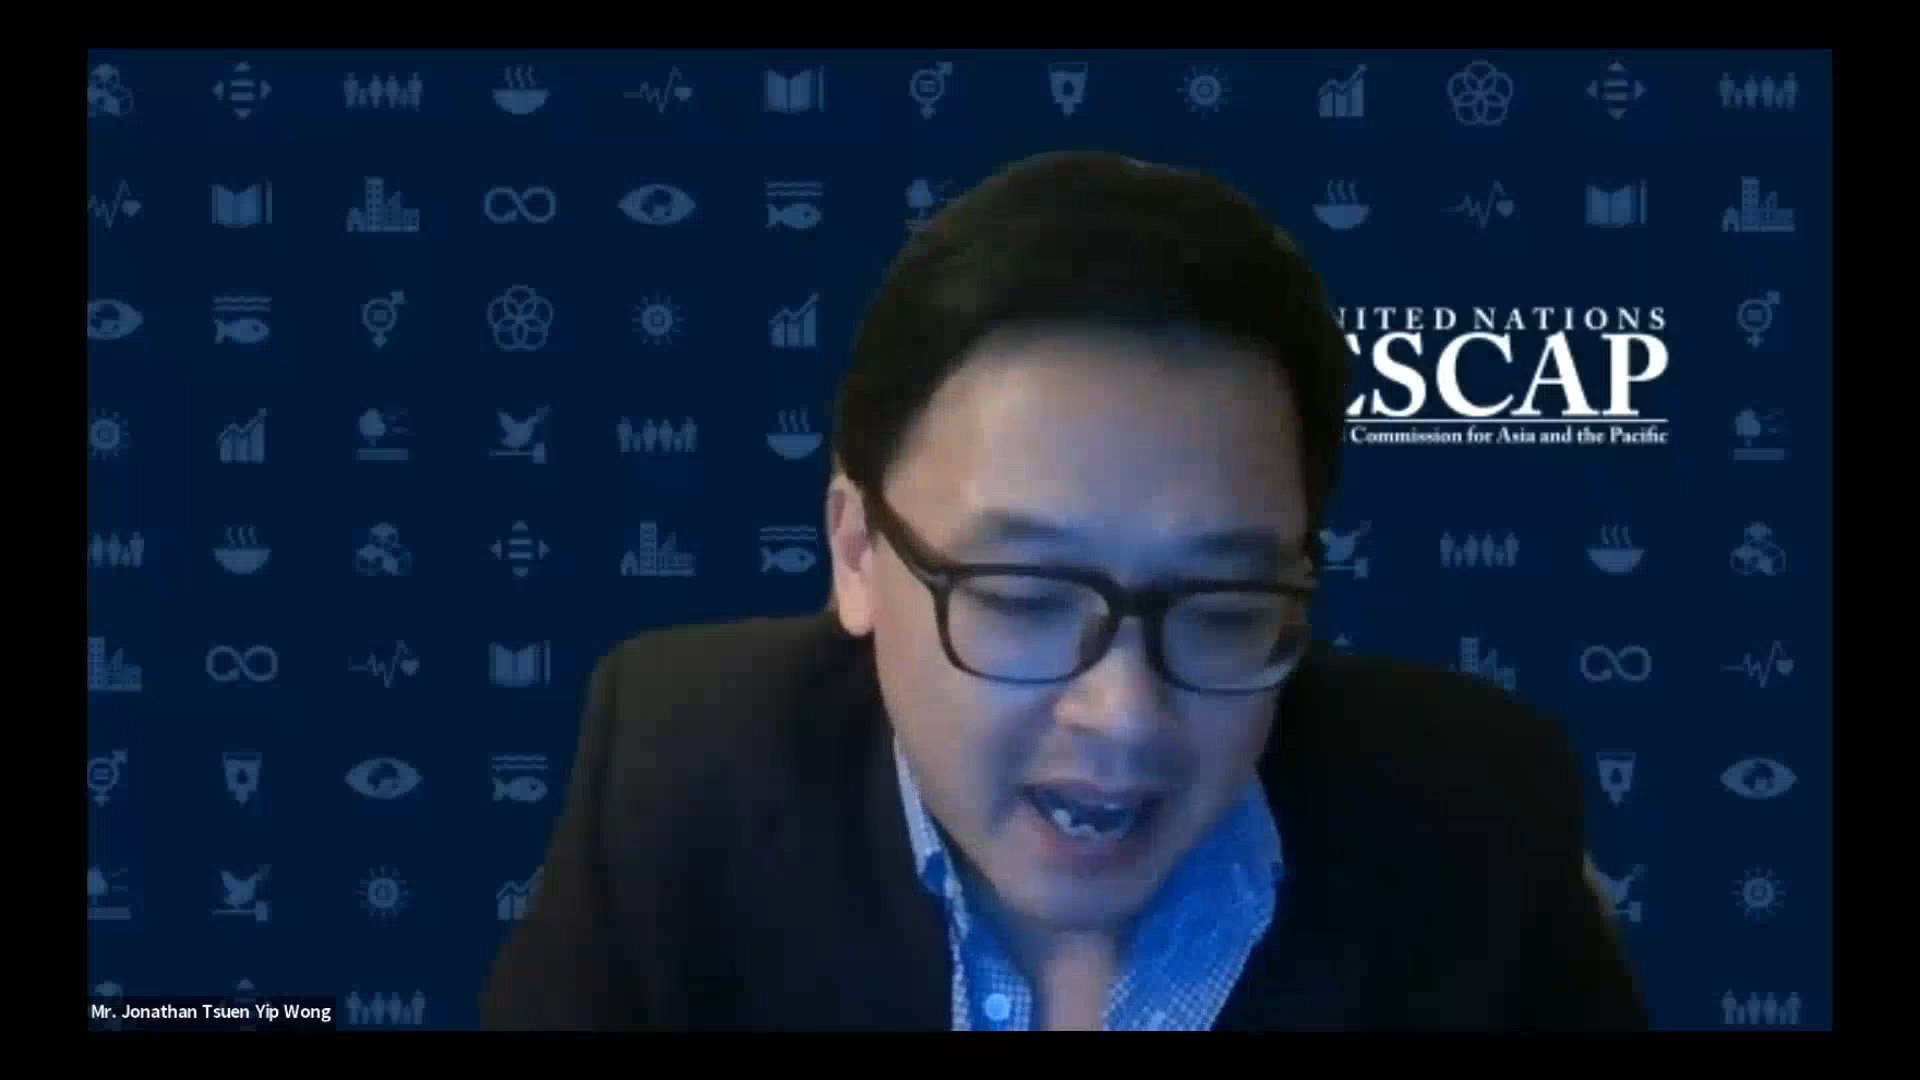 NITED NATIONS
ESCAP
Commission for Asia and the Pacific
Mr. Jonathan Tsuen Yip Wong